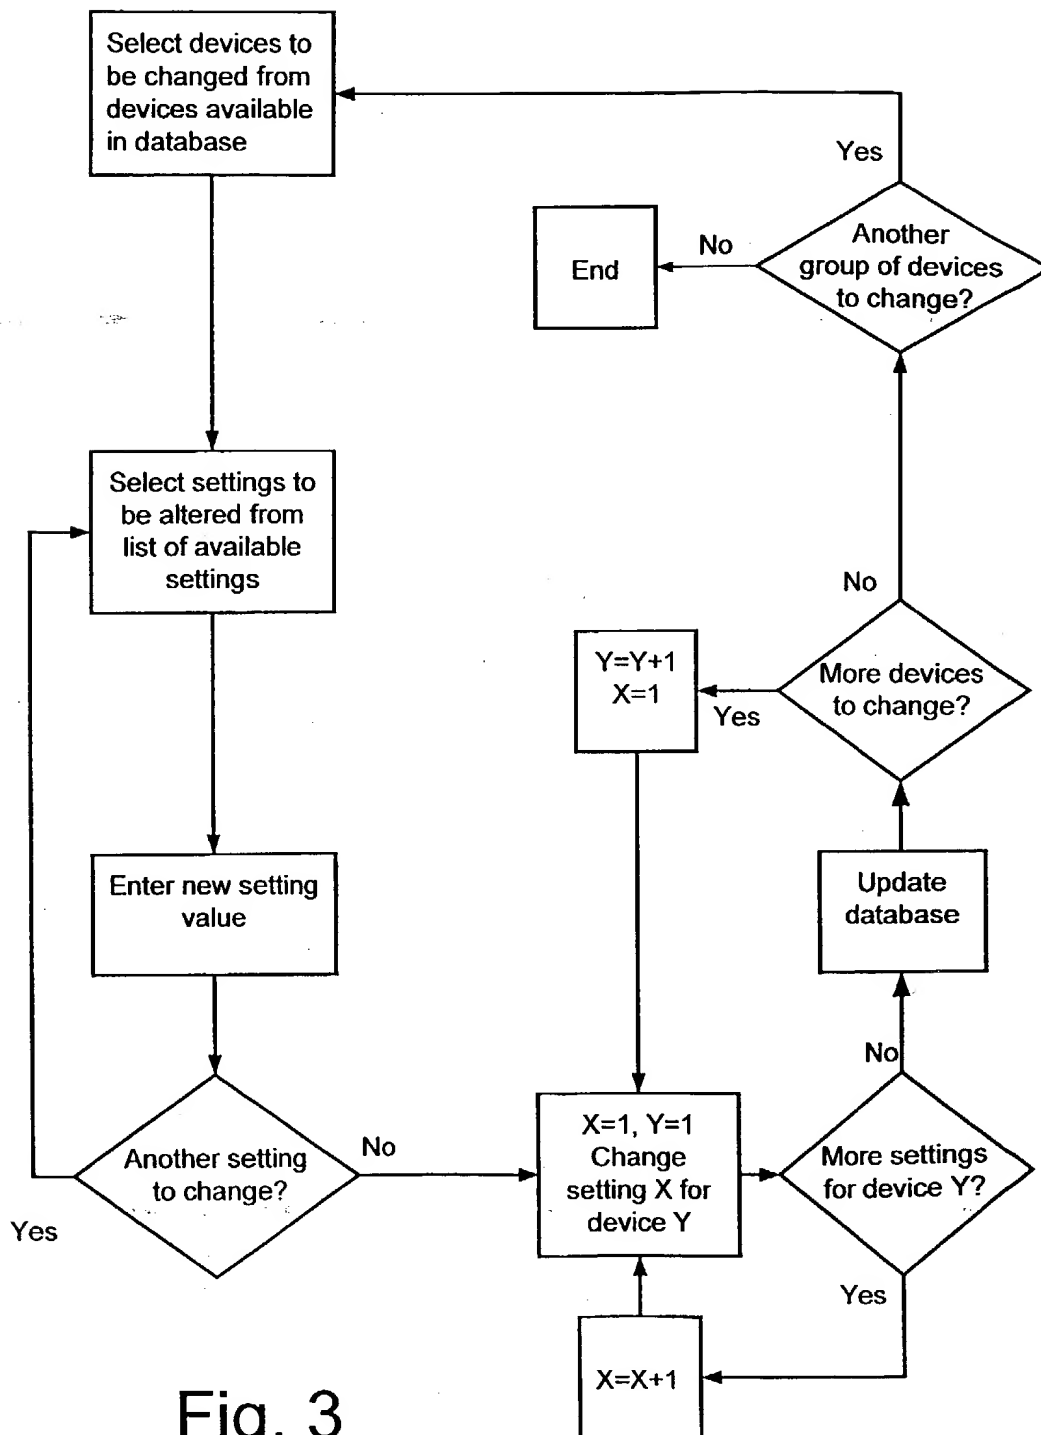 Select devices to
be changed from
devices available
in database
Yes
Another
group of devices
to change?
No
End
Select settings to
be altered from
list of available
settings
No
More devices
to change?
Yes
Y=Y+1
X=1
Enter new setting
value
Update
database
No
Another setting
to change?
Yes
No
X=1, Y=1
Change
setting X for
device Y
More settings
for device Y?
Yes
X=X+1
Fig. 3